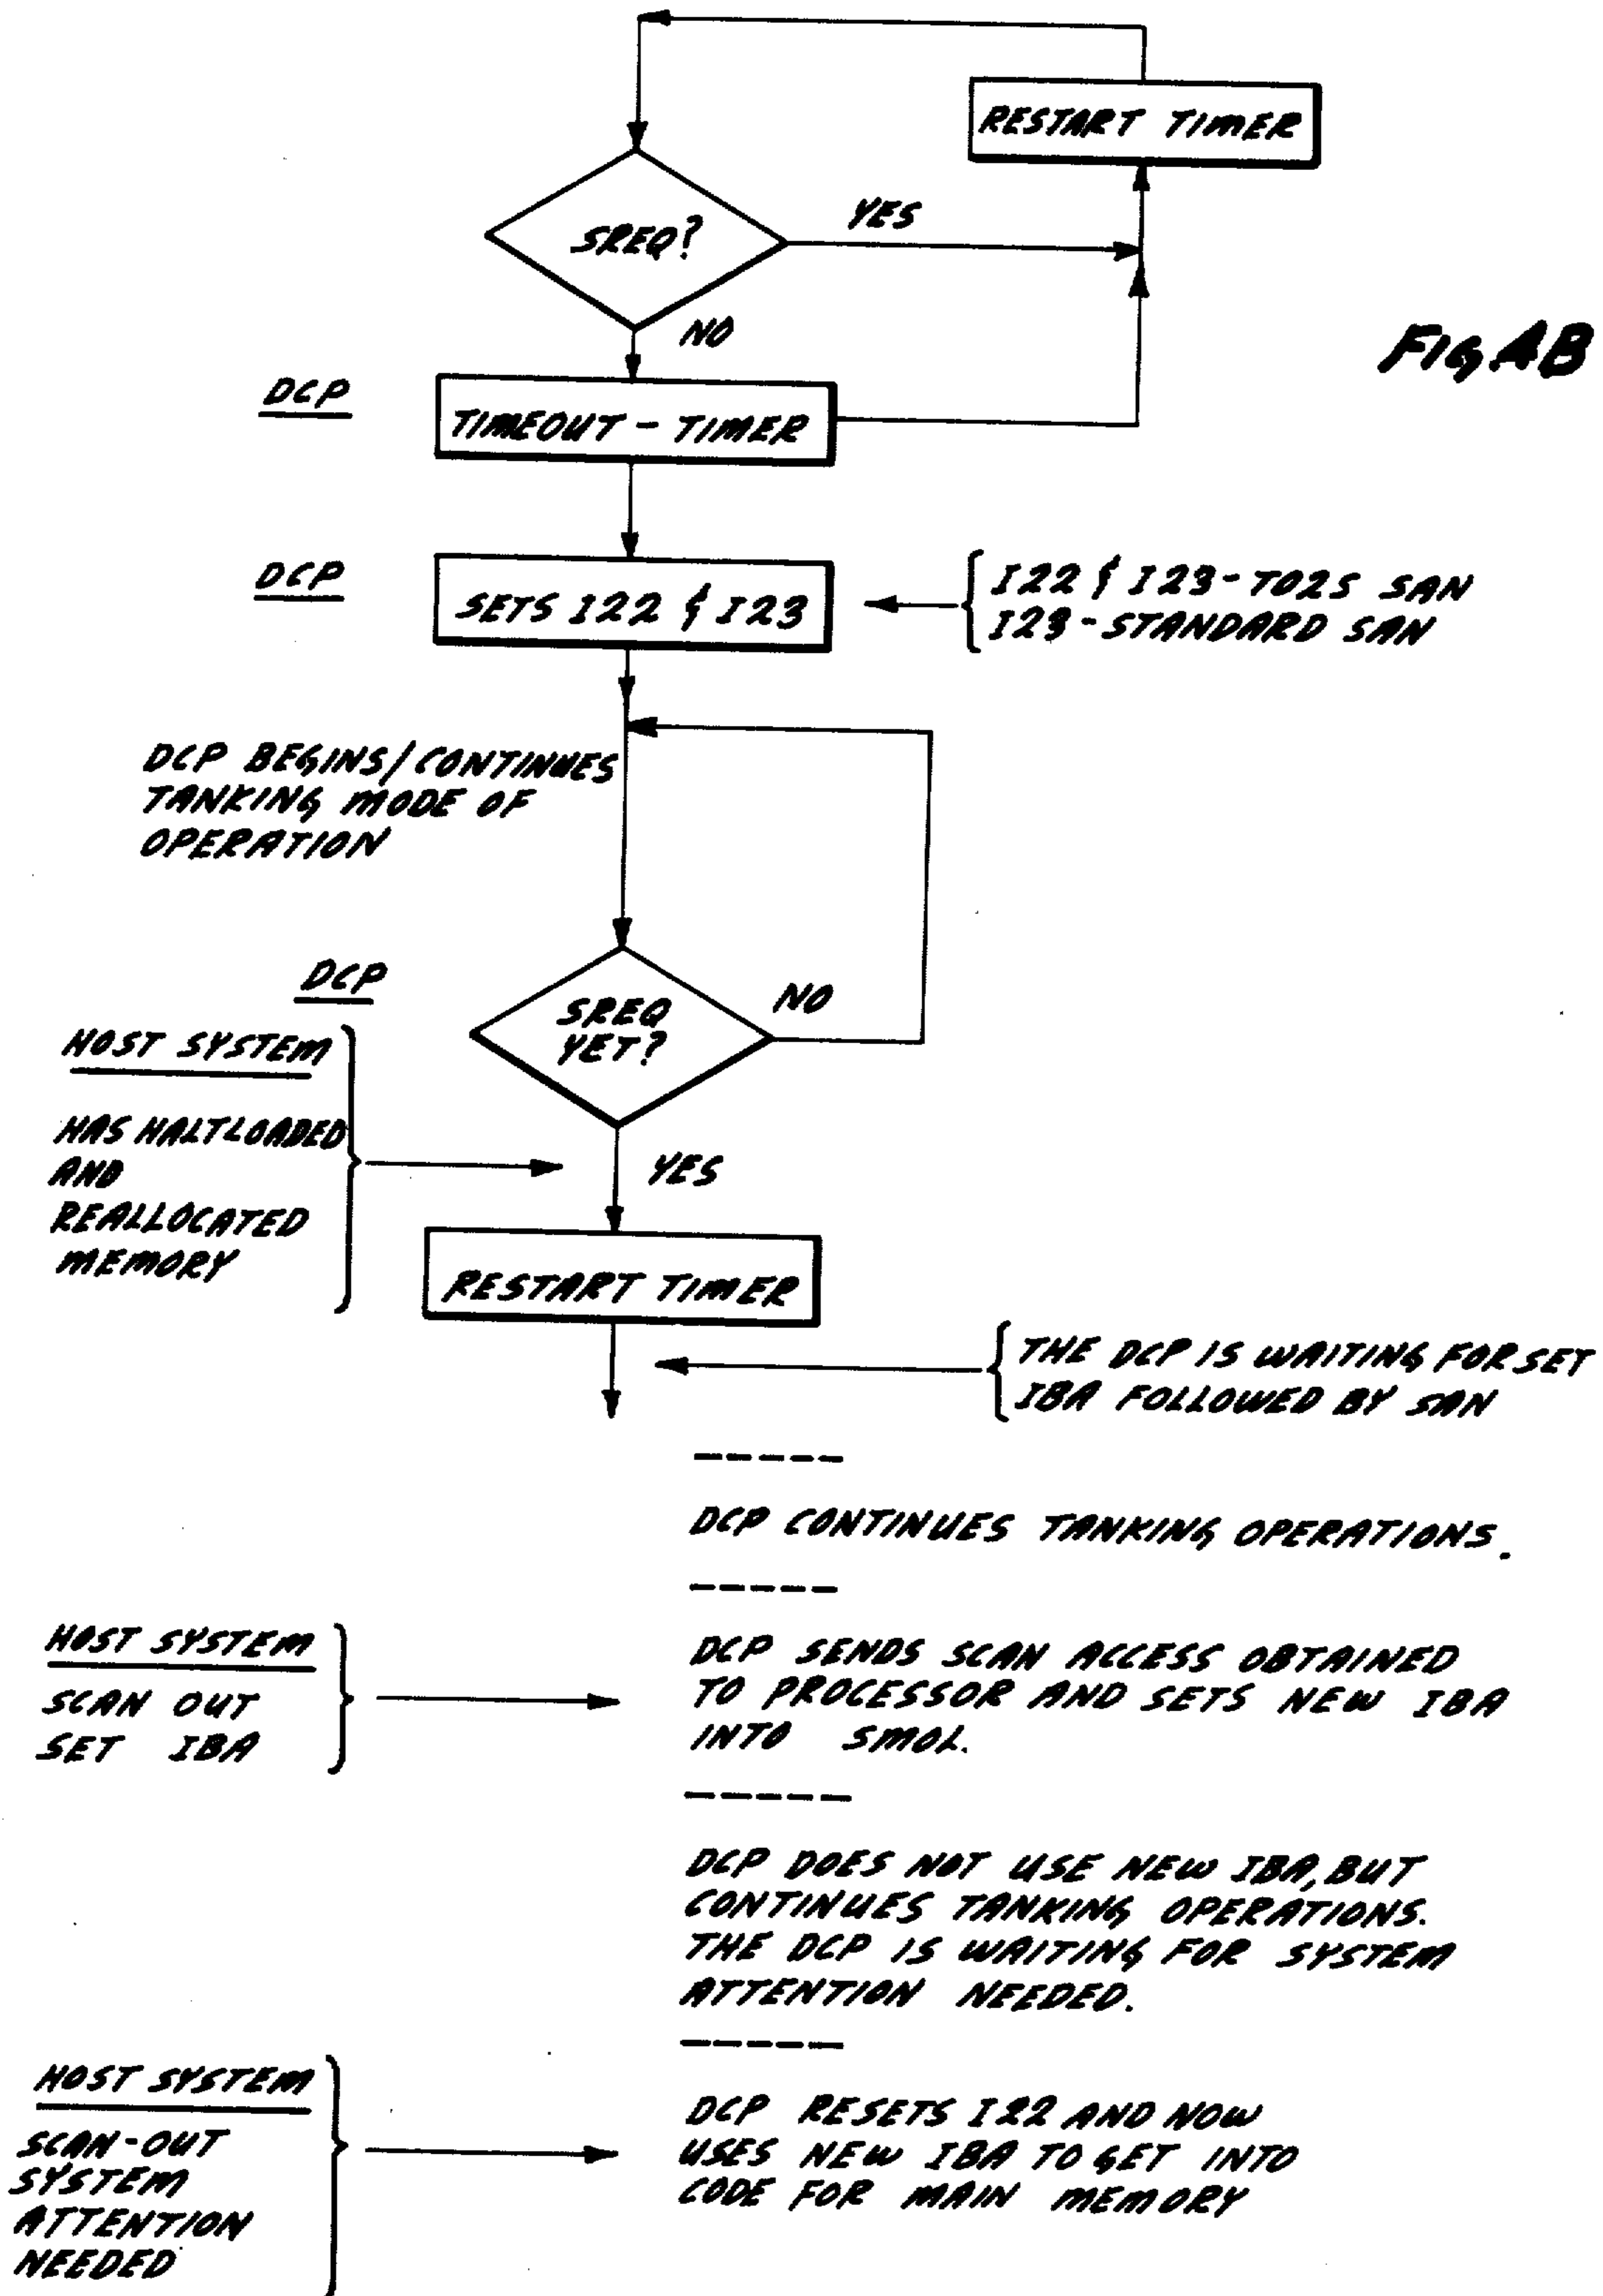 RESTART TIMER
SREQ?
YES
NO
FIG. 4B
DCP
TIMEOUT - TIMER
DCP
SETS I22 & I23
I22 & I23 - TO2S SAN
I23 - STANDARD SAN
DCP BEGINS/CONTINUES
TANKING MODE OF
OPERATION
DCP
SREQ
YET?
NO
HOST SYSTEM
HAS HALTLOADED
AND
REALLOCATED
MEMORY
YES
RESTART TIMER
THE DCP IS WAITING FOR SET
IBA FOLLOWED BY SAN
DCP CONTINUES TANKING OPERATIONS.
HOST SYSTEM
SCAN OUT
SET IBA
DCP SENDS SCAN ACCESS OBTAINED
TO PROCESSOR AND SETS NEW IBA
INTO SMOL.
DCP DOES NOT USE NEW IBA, BUT
CONTINUES TANKING OPERATIONS.
THE DCP IS WAITING FOR SYSTEM
ATTENTION NEEDED.
HOST SYSTEM
SCAN-OUT
SYSTEM
ATTENTION
NEEDED
DCP RESETS I22 AND NOW
USES NEW IBA TO GET INTO
CODE FOR MAIN MEMORY